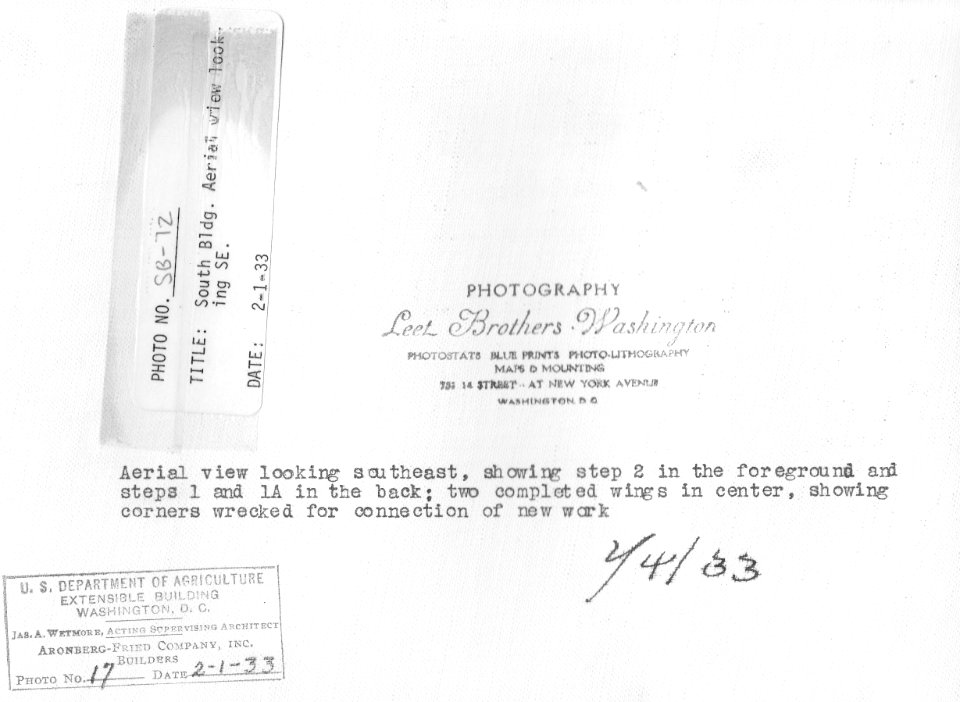 PHOTO NO. SB-72
TITLE: South Bldg. Aerial view look-
ing SE.
DATE: 2-1-33
PHOTOGRAPHY
Leet Brothers · Washington
PHOTOSTATS BLUE PRINTS PHOTO-LITHOGRAPHY
MAPS & MOUNTING
14 STREET - AT NEW YORK AVENUE
WASHINGTON, D C
Aerial view looking southeast, showing step 2 in the foreground and
steps 1 and 1A in the back; two completed wings in center, showing
corners wrecked for connection of new work
2/4/33
U. S. DEPARTMENT OF AGRICULTURE
EXTENSIBLE BUILDING
WASHINGTON, D. C.
JAS. A. WETMORE, ACTING SUPERVISING ARCHITECT
ARONBERG-FRIED COMPANY, INC.
BUILDERS
PHOTO NO. 17 DATE 2-1-33